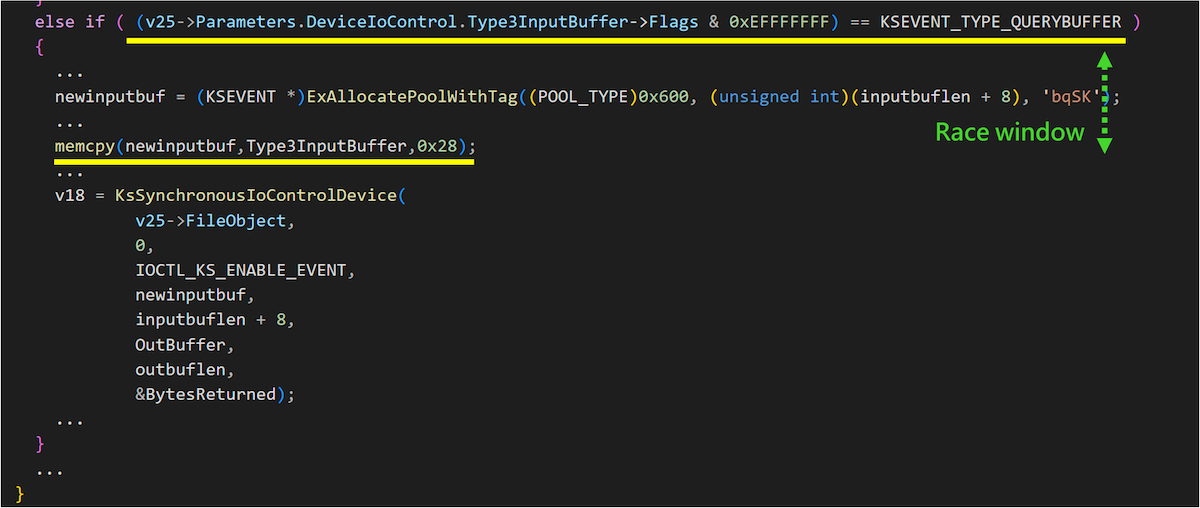 }
else if ( (v25->Parameters.DeviceIoControl.Type3InputBuffer->Flags & 0xEFFFFFFF) == KSEVENT_TYPE_QUERYBUFFER )
{
...
newinputbuf = (KSEVENT *)ExAllocatePoolWithTag((POOL_TYPE)0x600, (unsigned int)(inputbuflen + 8), 'bqSK');
...
Race window
memcpy(newinputbuf,Type3InputBuffer,0x28);
...
v18 = KsSynchronousIoControlDevice(
v25->FileObject,
0,
IOCTL_KS_ENABLE_EVENT,
newinputbuf,
inputbuflen + 8,
OutBuffer,
outbuflen,
&BytesReturned);
...
}
...
}